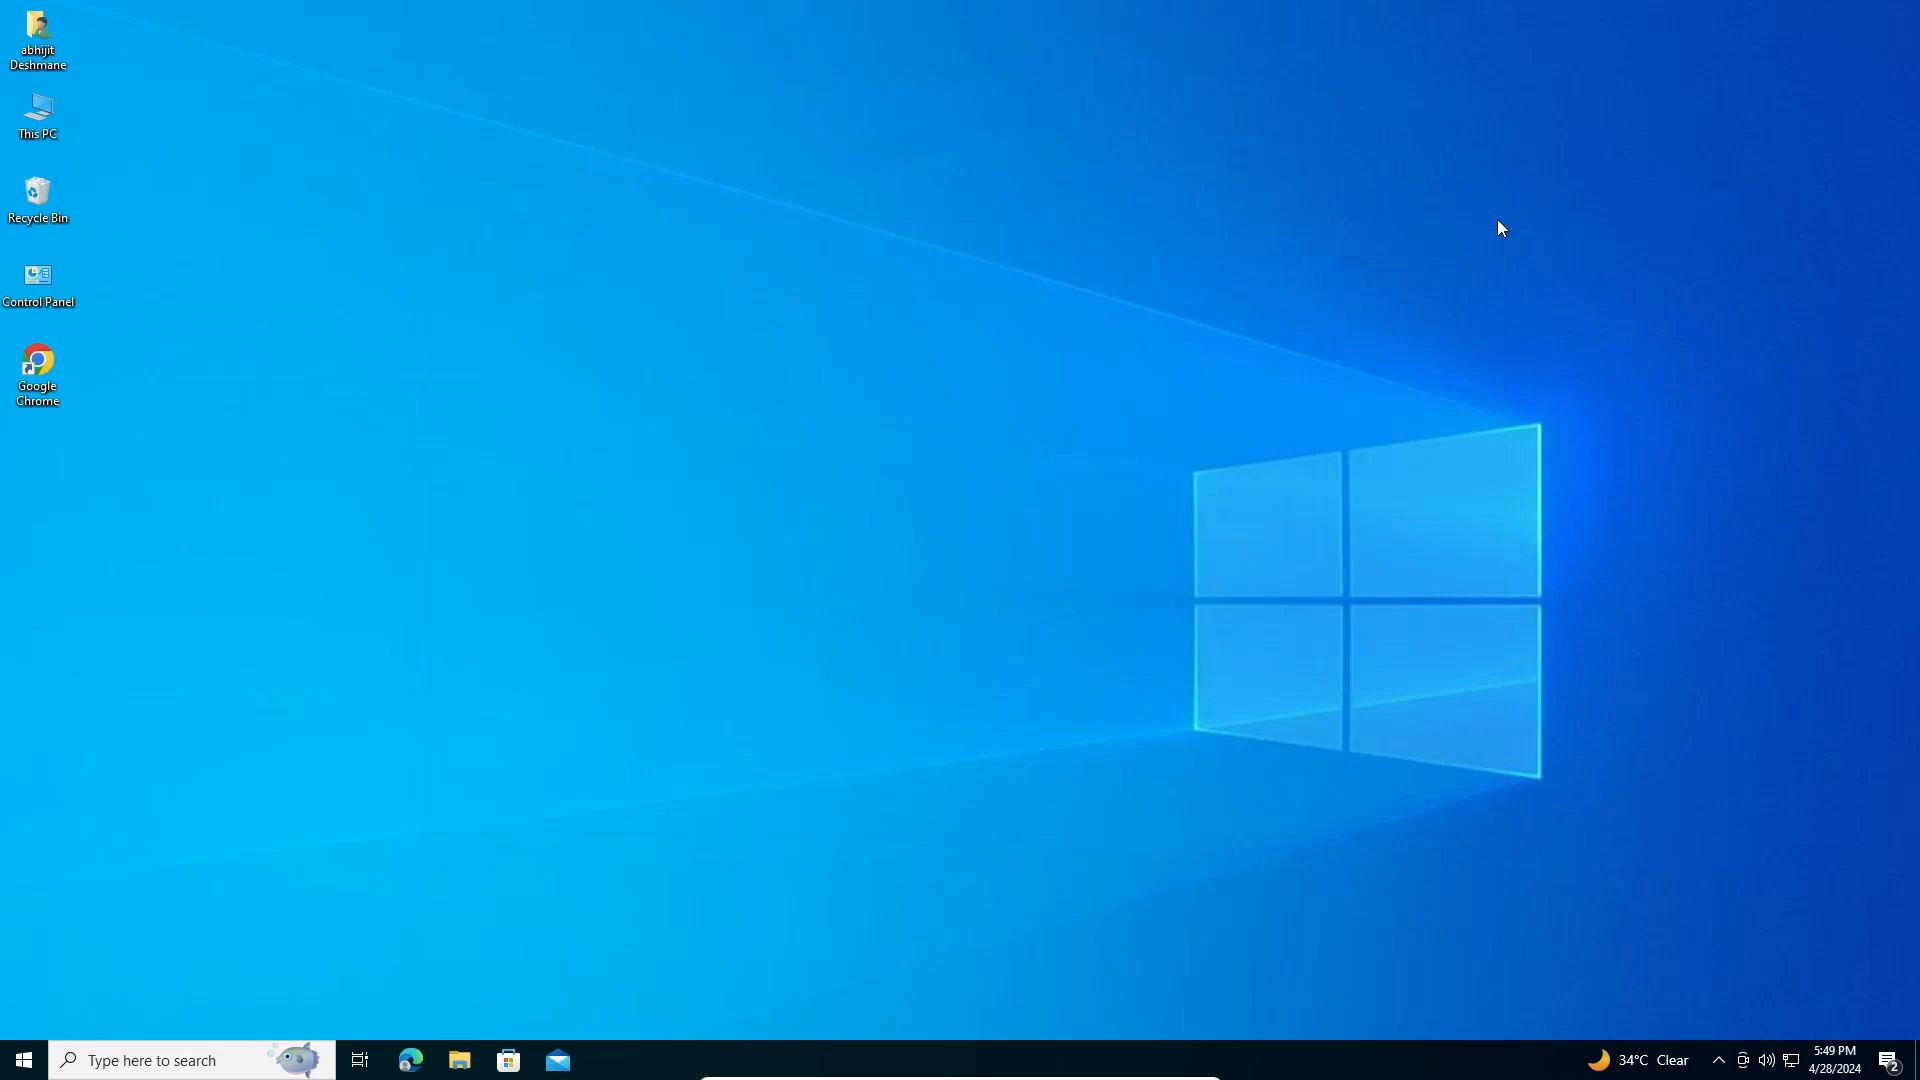 abhijit
Deshmane
This PC
Recycle Bin
Control Panel
Google
Chrome
Type here to search
34°C Clear
5:49 PM
4/28/2024
2